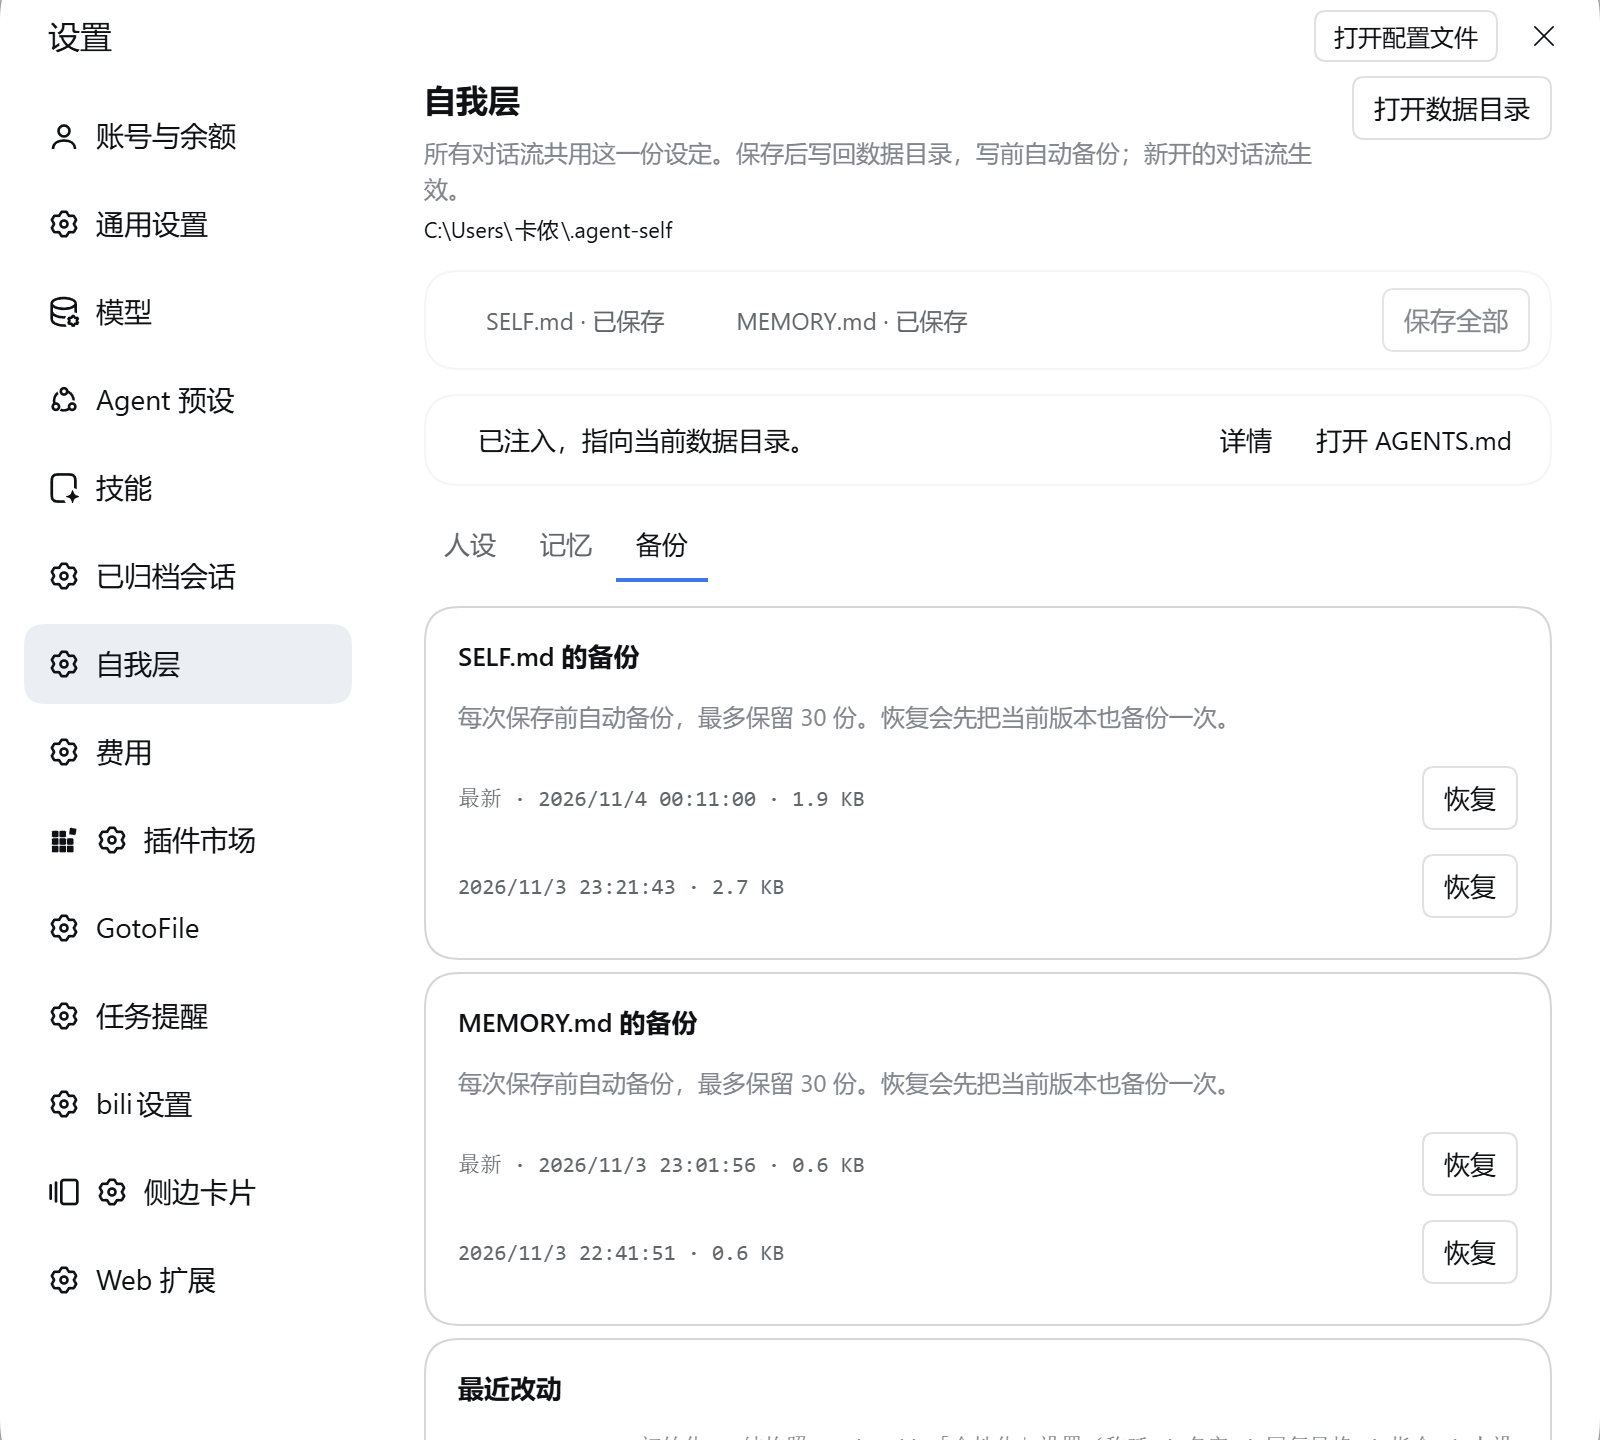 设置
打开配置文件
账号与余额
通用设置
模型
Agent 预设
技能
已归档会话
自我层
费用
插件市场
GotoFile
任务提醒
bili设置
侧边卡片
Web 扩展
自我层
打开数据目录
所有对话流共用这一份设定。保存后写回数据目录，写前自动备份；新开的对话流生
效。
C:\Users\卡侬\.agent-self
SELF.md · 已保存 MEMORY.md · 已保存 保存全部
已注入，指向当前数据目录。 详情 打开 AGENTS.md
人设 记忆 备份
SELF.md 的备份
每次保存前自动备份，最多保留 30 份。恢复会先把当前版本也备份一次。
最新 · 2026/11/4 00:11:00 · 1.9 KB 恢复
2026/11/3 23:21:43 · 2.7 KB 恢复
MEMORY.md 的备份
每次保存前自动备份，最多保留 30 份。恢复会先把当前版本也备份一次。
最新 · 2026/11/3 23:01:56 · 0.6 KB 恢复
2026/11/3 22:41:51 · 0.6 KB 恢复
最近改动